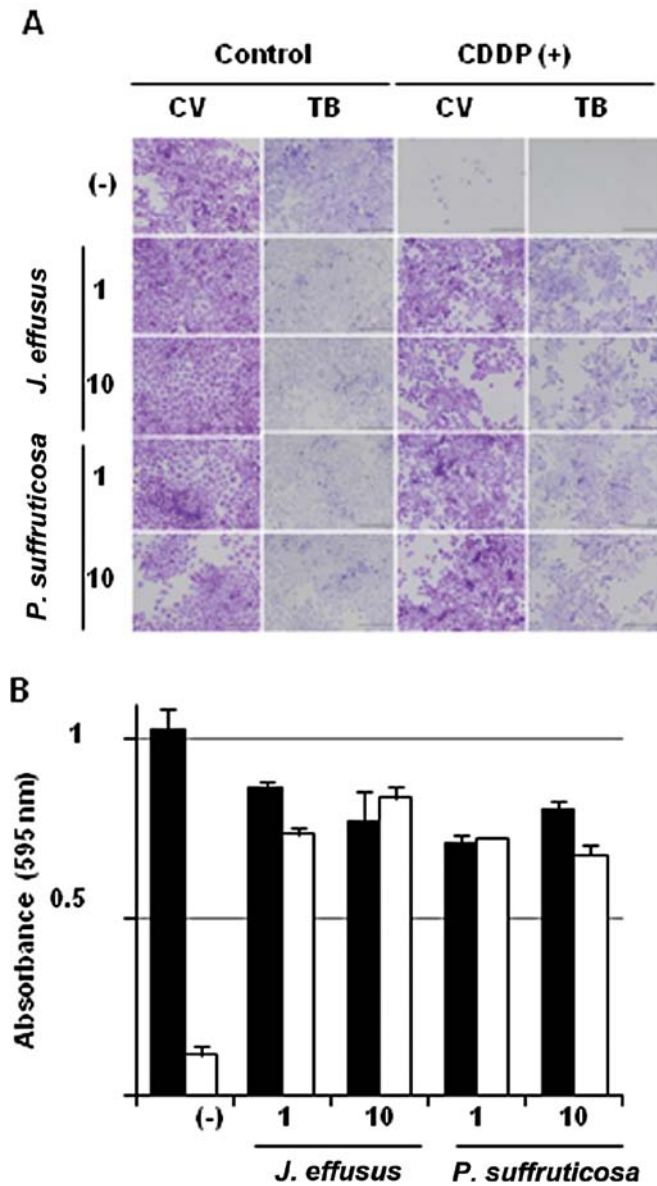 A
Control CDDP (+)
CV TB CV TB
(-)
J. effusus
1
10
P. suffruticosa
1
10
B
Absorbance (595 nm)
1
0.5
(-) 1 10 1 10
J. effusus P. suffruticosa